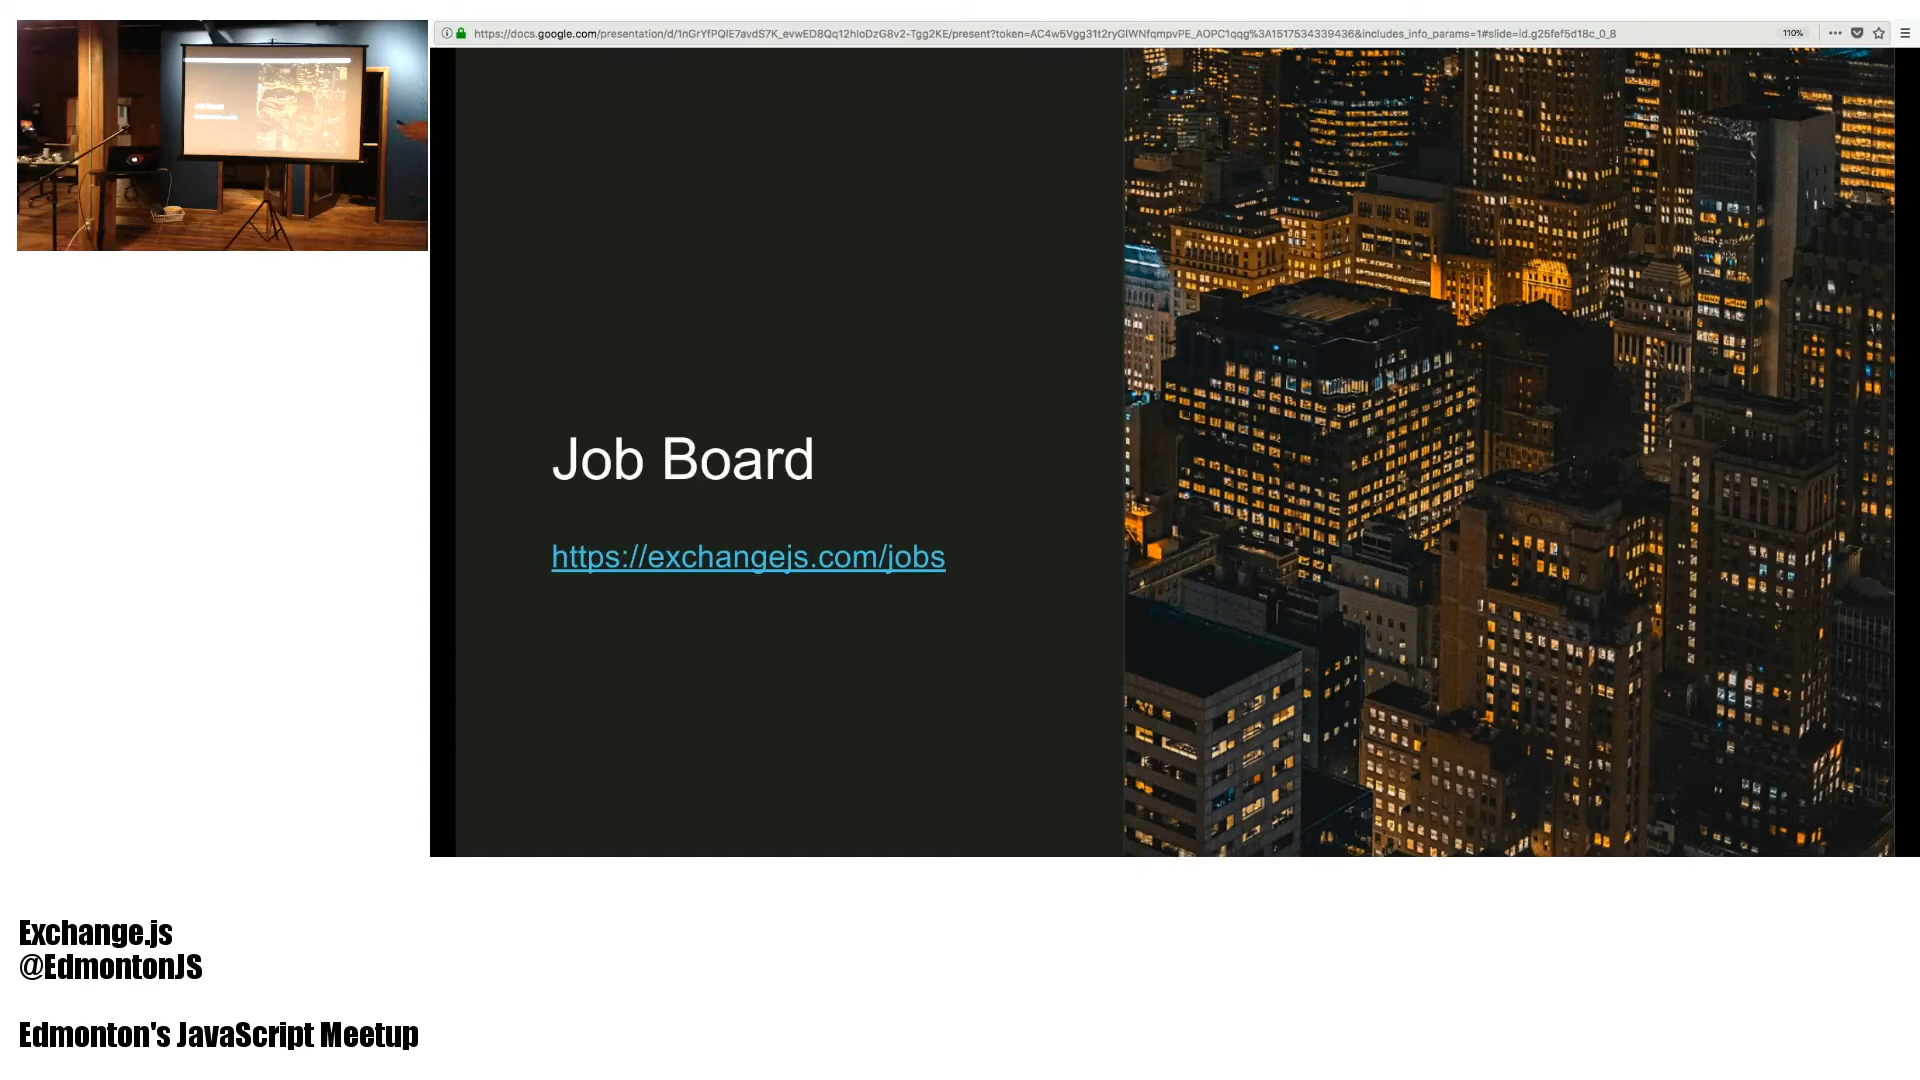 https://docs.google.com/presentation/d/1nGrYfPQlE7avdS7K_evwED8Qq12hIoDzG8v2-Tgg2KE/present?token=AC4w5Vgg31t2ryGlWNfqmpvPE_AOPC1qqg%3A1517534339436&includes_info_params=1#slide=id.g25fef5d18c_0_8
110%
Job Board
https://exchangejs.com/jobs
Exchange.js
@EdmontonJS
Edmonton's JavaScript Meetup